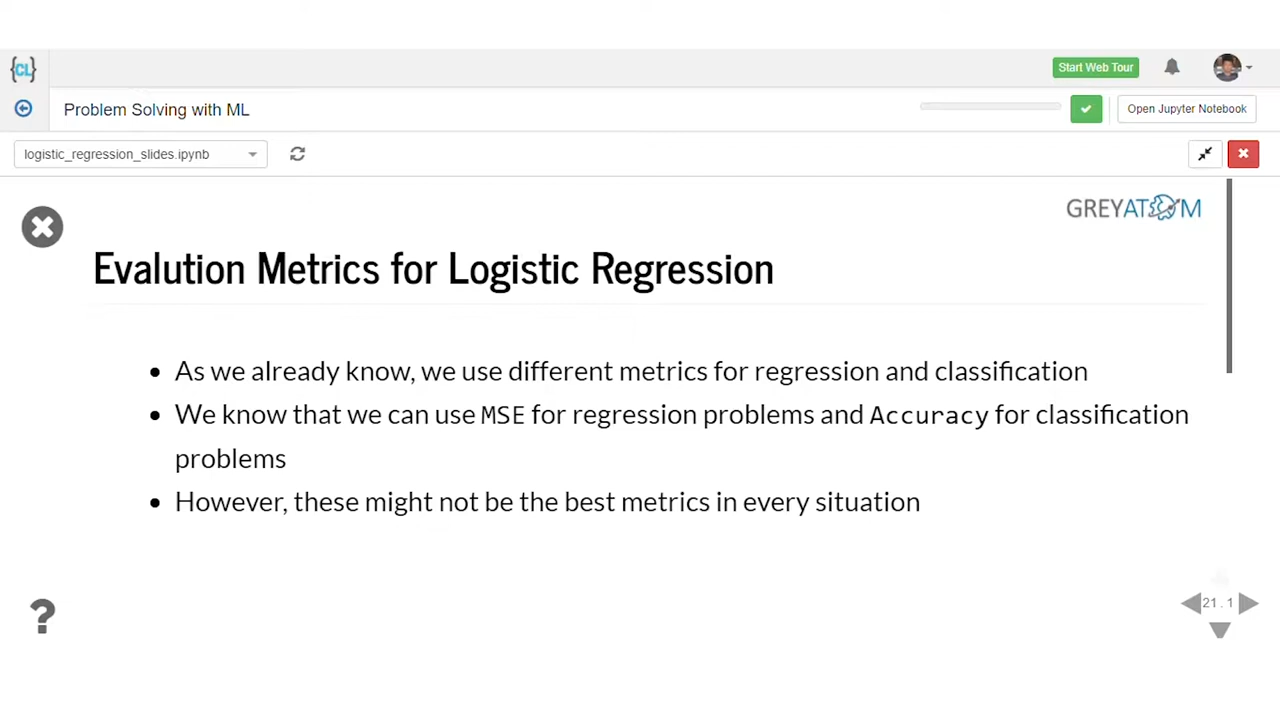 {CL}
Start Web Tour
Problem Solving with ML
Open Jupyter Notebook
logistic_regression_slides.ipynb
GREYATOM
Evalution Metrics for Logistic Regression
• As we already know, we use different metrics for regression and classification
• We know that we can use MSE for regression problems and Accuracy for classification
problems
• However, these might not be the best metrics in every situation
?
21.1